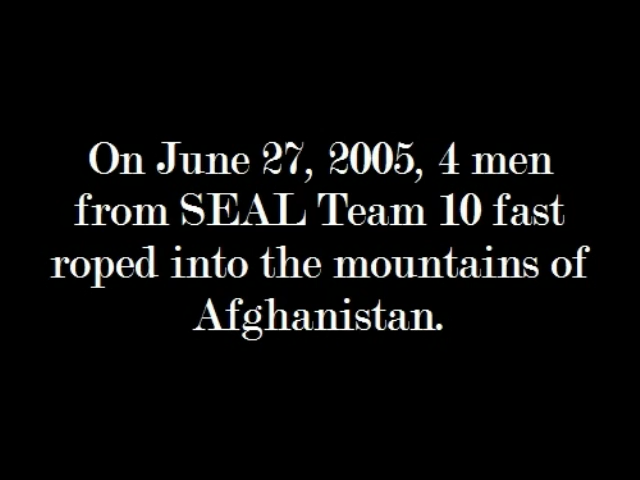 On June 27, 2005, 4 men
from SEAL Team 10 fast
roped into the mountains of
Afghanistan.